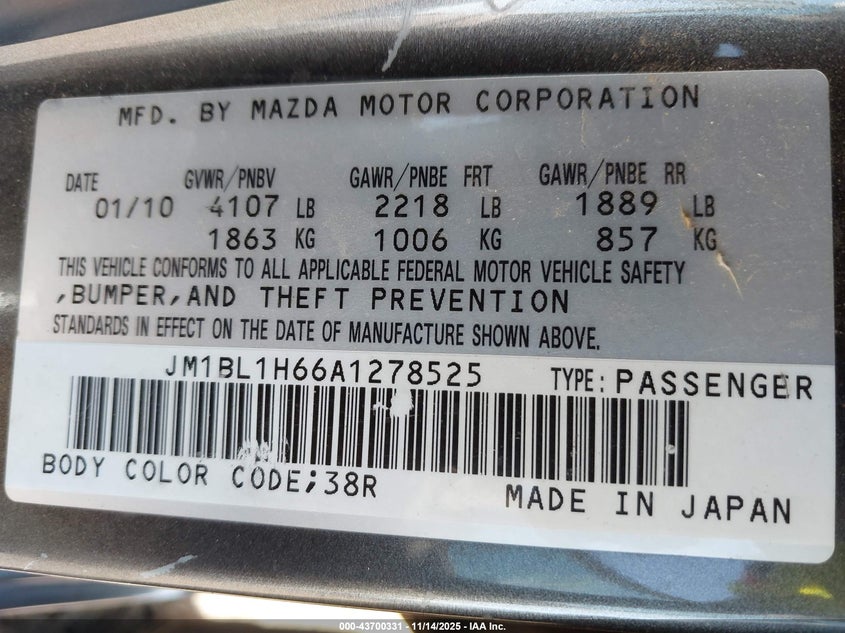 MFD. BY MAZDA MOTOR CORPORATION
DATE GVWR/PNBV GAWR/PNBE FRT GAWR/PNBE RR
01/10 4107 LB 2218 LB 1889 LB
1863 KG 1006 KG 857 KG
THIS VEHICLE CONFORMS TO ALL APPLICABLE FEDERAL MOTOR VEHICLE SAFETY
,BUMPER,AND THEFT PREVENTION
STANDARDS IN EFFECT ON THE DATE OF MANUFACTURE SHOWN ABOVE.
JM1BL1H66A1278525 TYPE: PASSENGER
BODY COLOR CODE;38R
MADE IN JAPAN
000-43700331 - 11/14/2025 - IAA Inc.